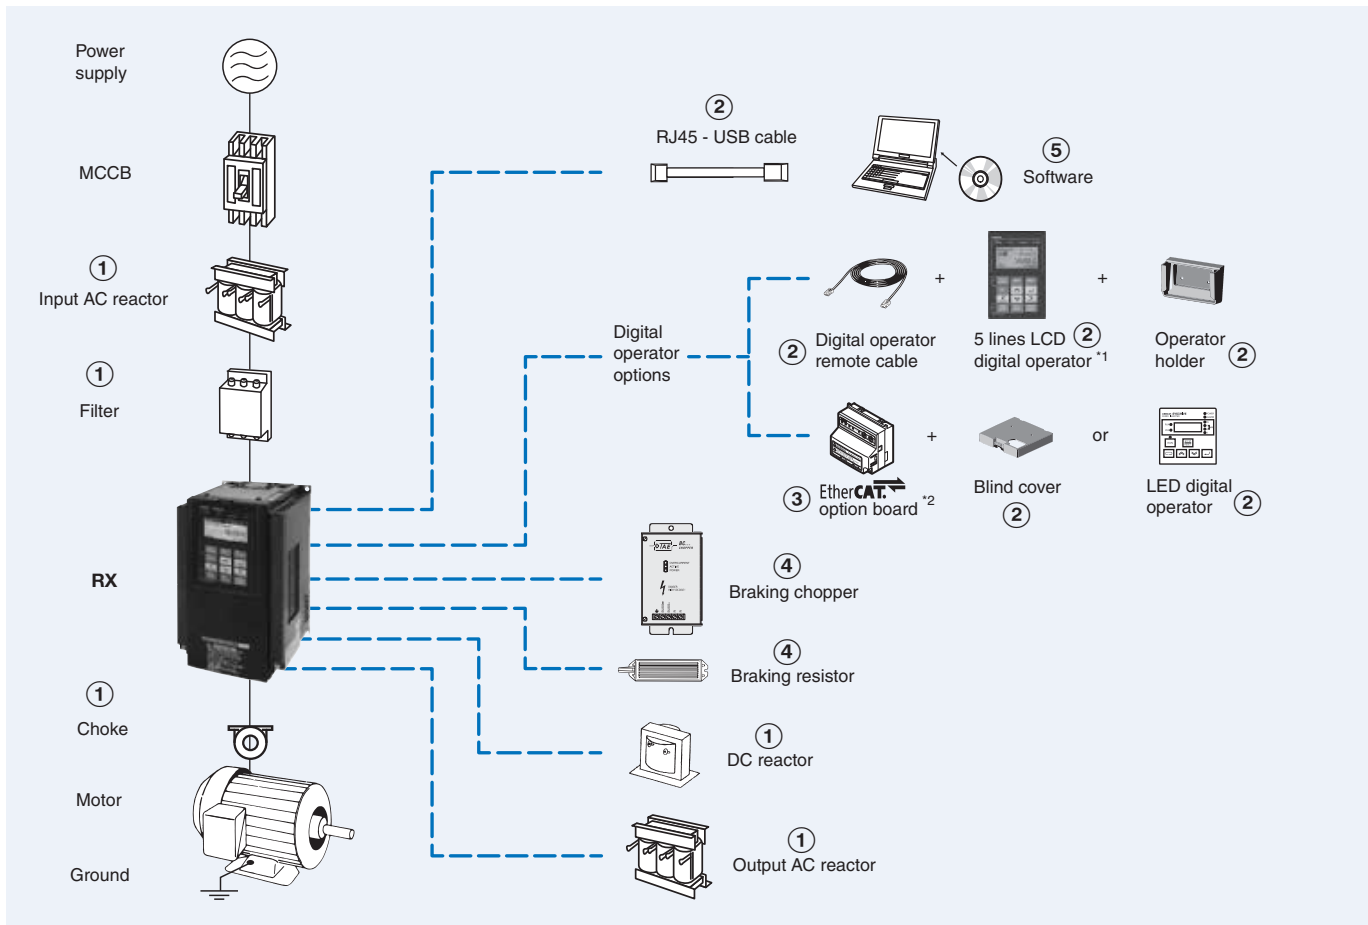 Power
supply
MCCB
1
Input AC reactor
1
Filter
RX
1
Choke
Motor
Ground
2
RJ45 - USB cable
5
Software
Digital
operator
options
2 Digital operator
remote cable
+
5 lines LCD 2
digital operator *1
+
Operator
holder 2
3 EtherCAT.
option board *2
+
Blind cover
2
or
LED digital
operator 2
4
Braking chopper
4
Braking resistor
1
DC reactor
1
Output AC reactor